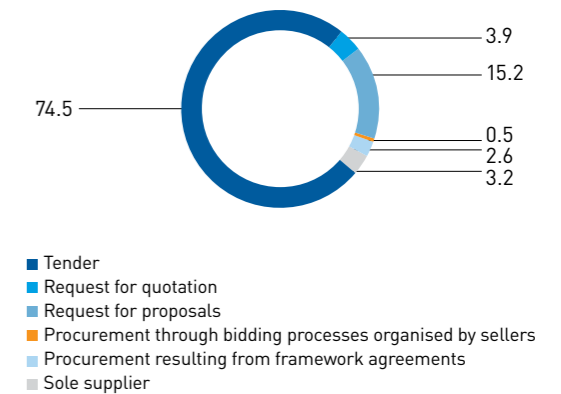 3.9
15.2
74.5
0.5
2.6
3.2
Tender
Request for quotation
Request for proposals
Procurement through bidding processes organised by sellers
Procurement resulting from framework agreements
Sole supplier